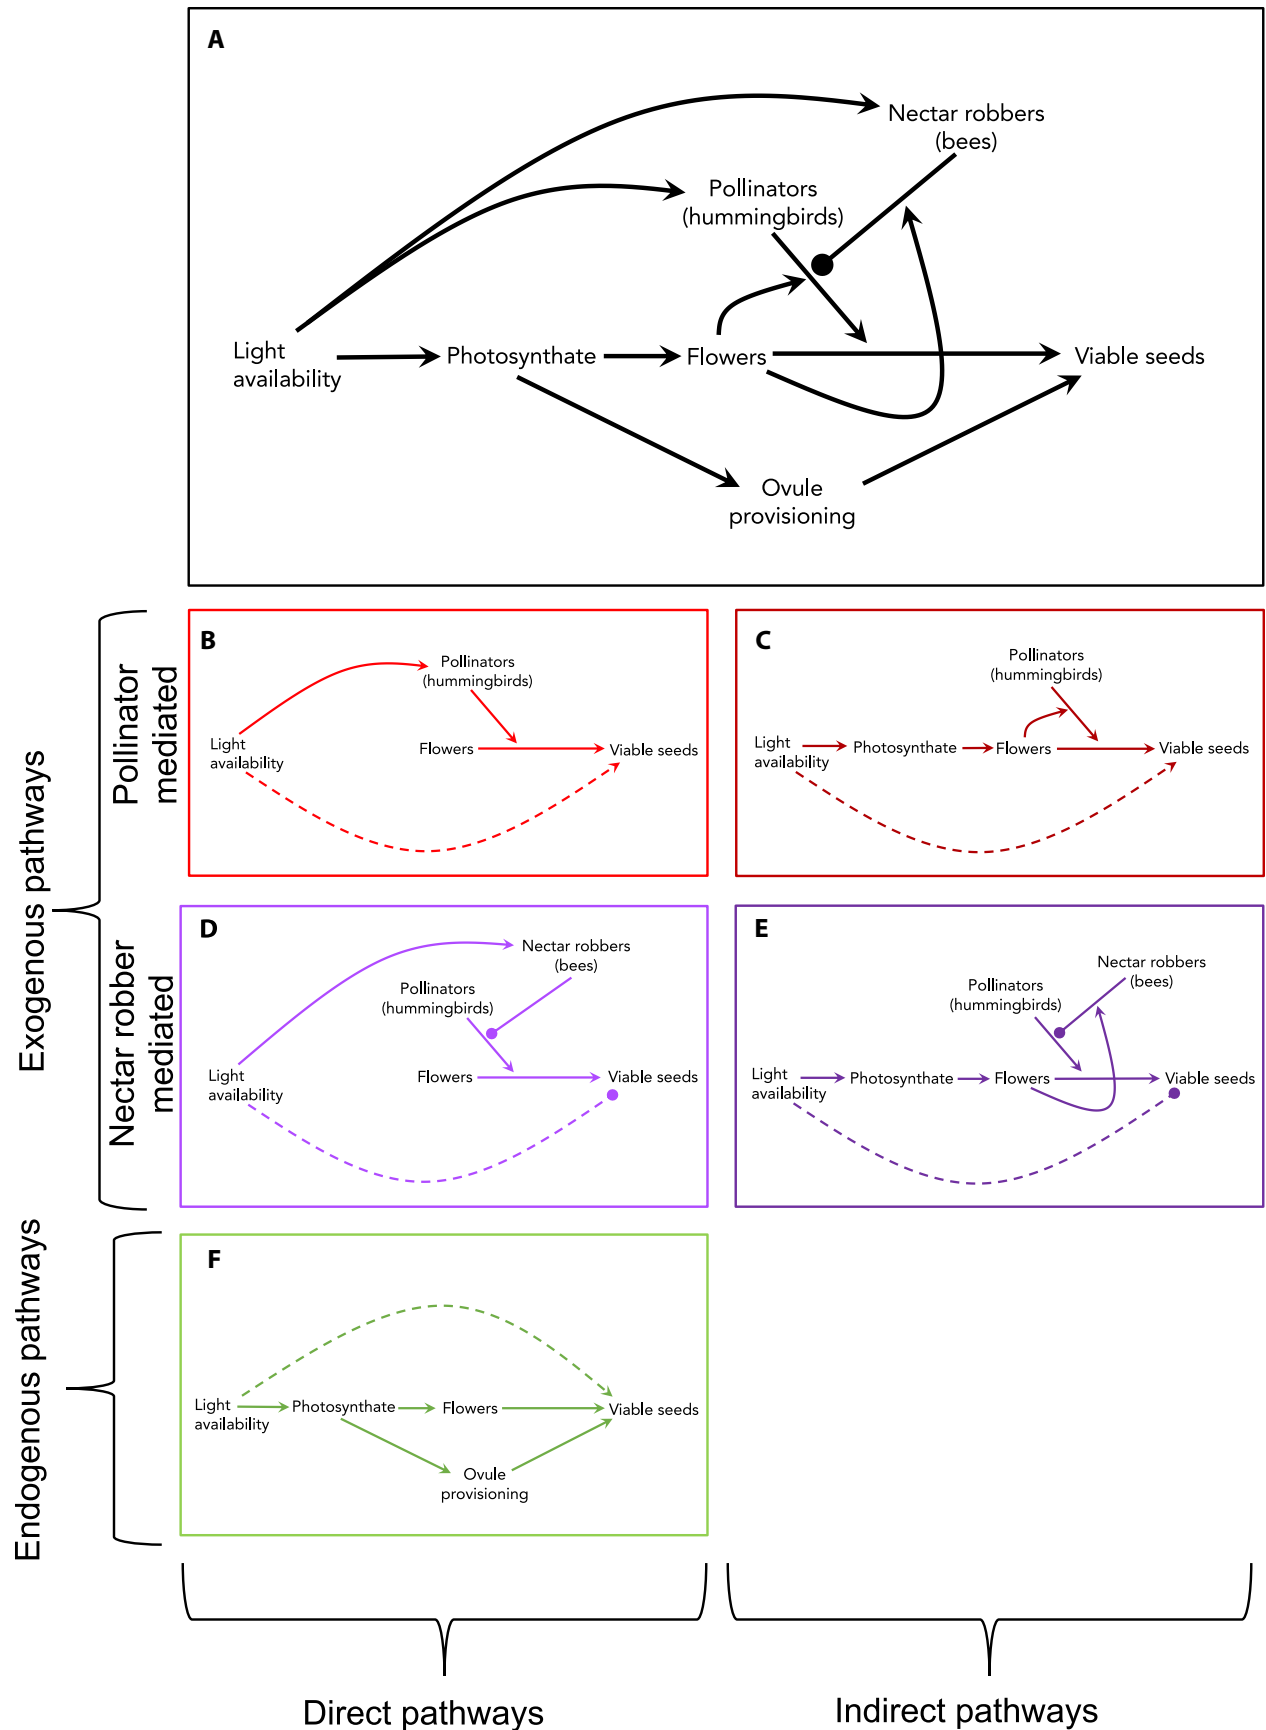 A
Nectar robbers
(bees)
Pollinators
(hummingbirds)
Light
availability
Photosynthate
Flowers
Viable seeds
Ovule
provisioning
Exogenous pathways
Pollinator
mediated
B
Pollinators
(hummingbirds)
Light
availability
Flowers
Viable seeds
C
Pollinators
(hummingbirds)
Light
availability
Photosynthate
Flowers
Viable seeds
Nectar robber
mediated
D
Nectar robbers
(bees)
Pollinators
(hummingbirds)
Light
availability
Flowers
Viable seeds
E
Nectar robbers
(bees)
Pollinators
(hummingbirds)
Light
availability
Photosynthate
Flowers
Viable seeds
Endogenous pathways
F
Light
availability
Photosynthate
Flowers
Viable seeds
Ovule
provisioning
Direct pathways
Indirect pathways